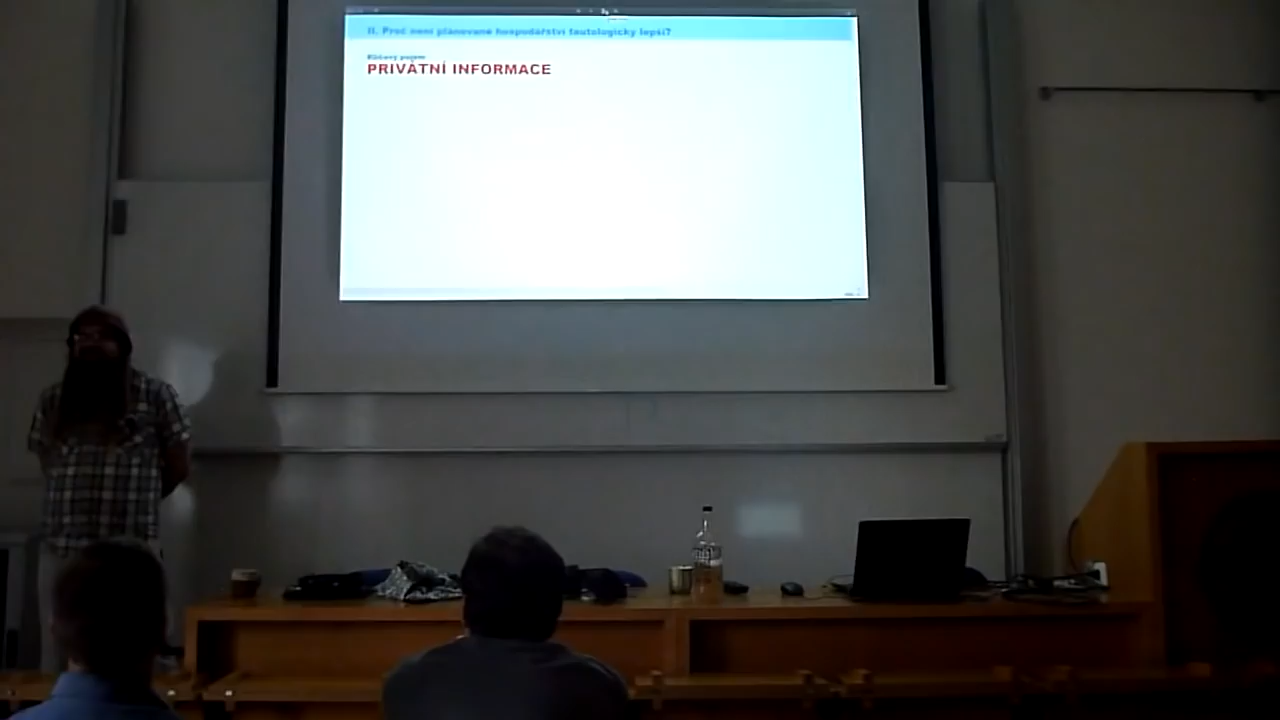 II. Proč není plánované hospodářství tautologicky lepší?
Klíčový pojem
PRIVÁTNÍ INFORMACE